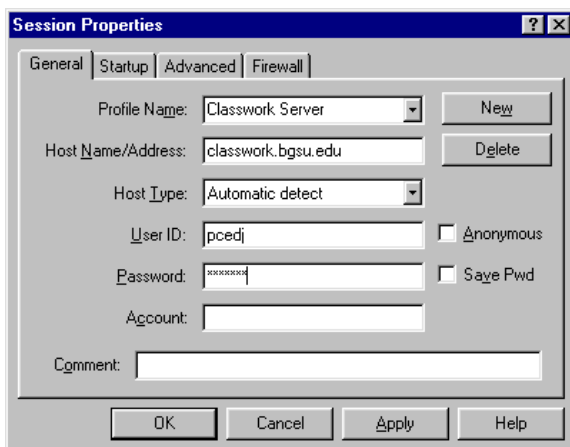 Session Properties
General Startup Advanced Firewall
Profile Name: Classwork Server New
Host Name/Address: classwork.bgsu.edu Delete
Host Type: Automatic detect
User ID: pcedj Anonymous
Password: ******* Save Pwd
Account:
Comment:
OK Cancel Apply Help